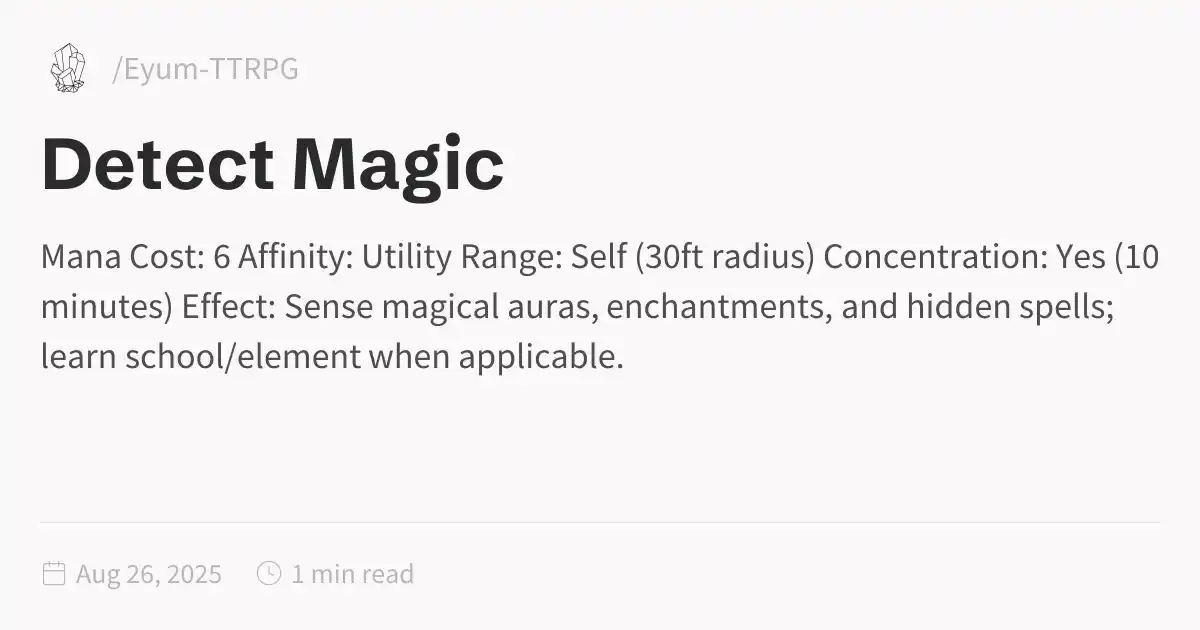 /Eyum-TTRPG
Detect Magic
Mana Cost: 6 Affinity: Utility Range: Self (30ft radius) Concentration: Yes (10
minutes) Effect: Sense magical auras, enchantments, and hidden spells;
learn school/element when applicable.
Aug 26, 2025 1 min read